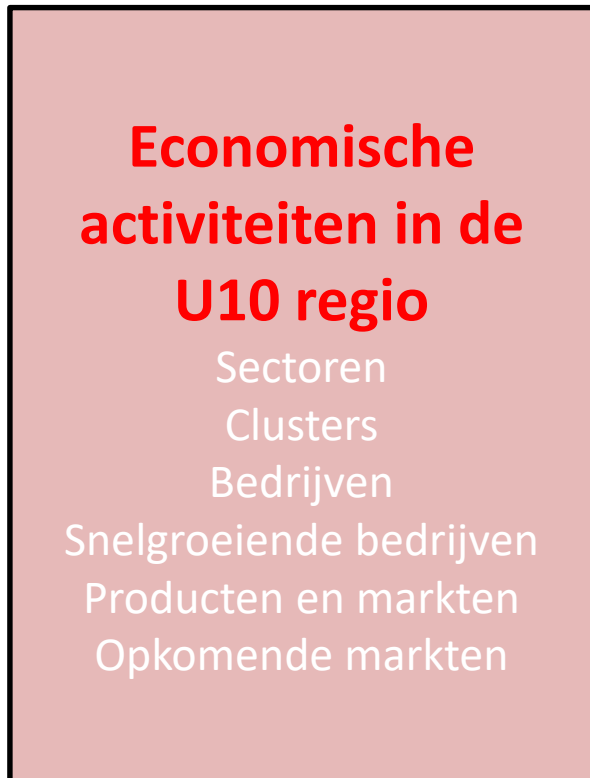 Economische
activiteiten in de
U10 regio
Sectoren
Clusters
Bedrijven
Snelgroeiende bedrijven
Producten en markten
Opkomende markten